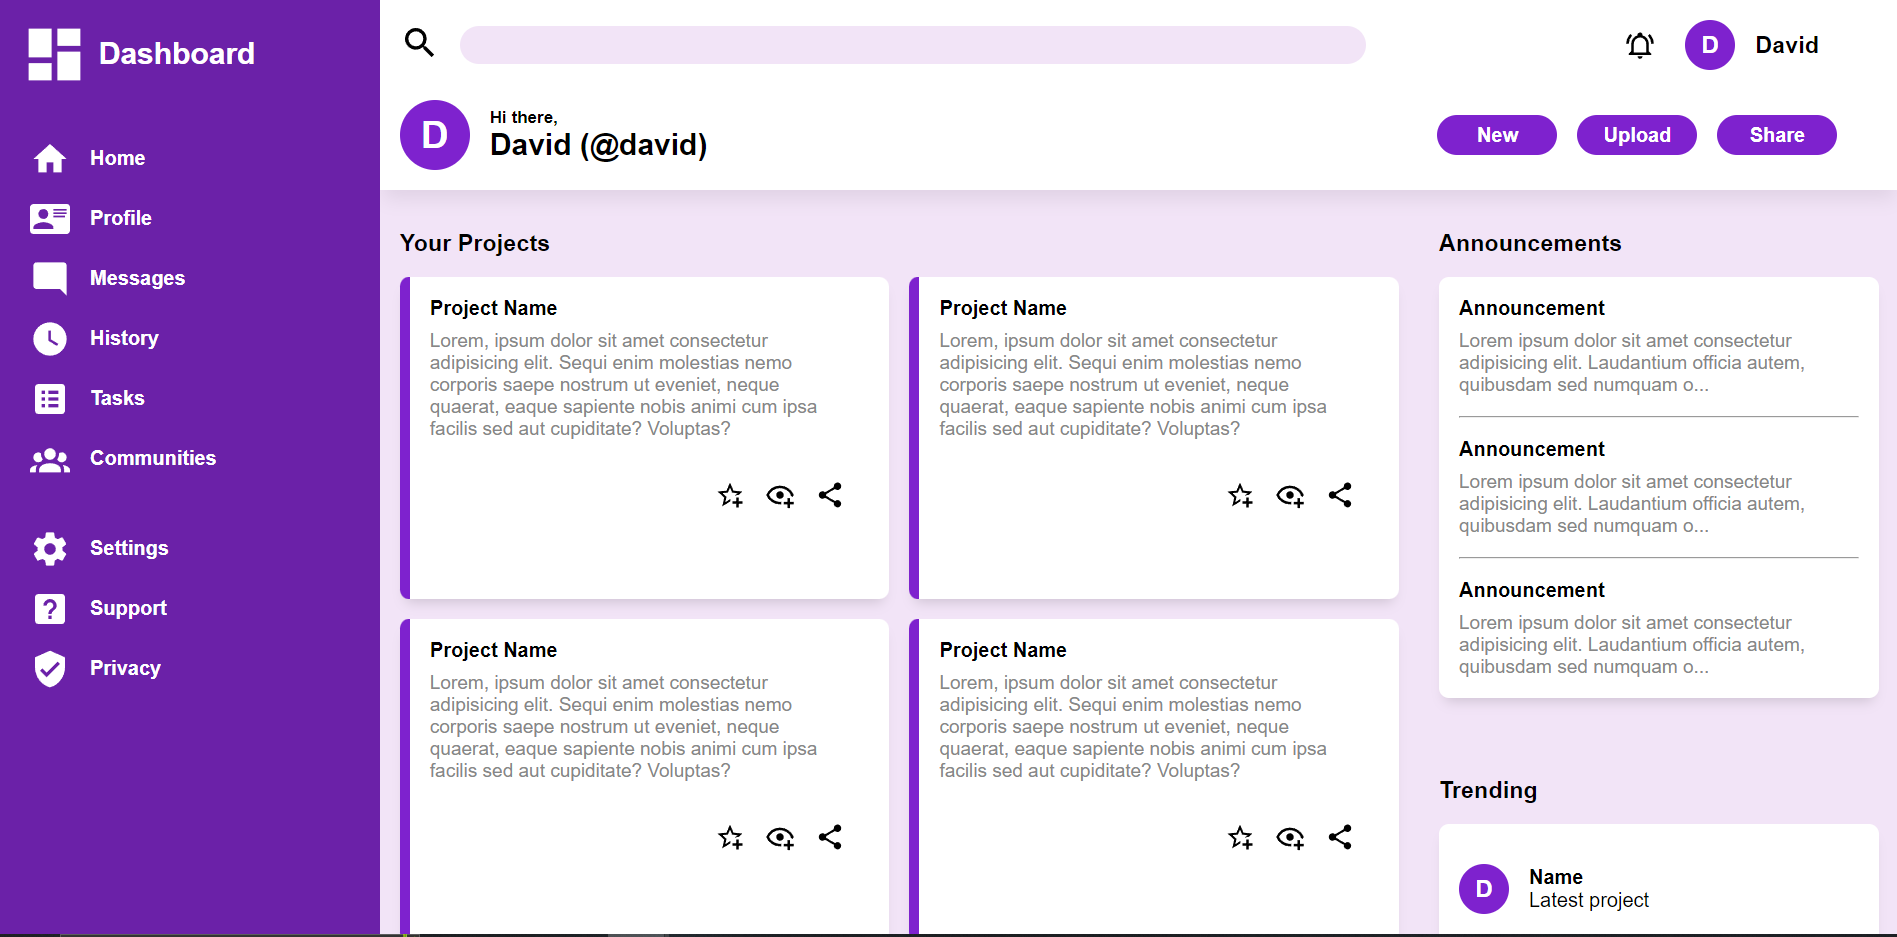 Dashboard
Home
Profile
Messages
History
Tasks
Communities
Settings
Support
Privacy
D David
D
Hi there,
David (@david)
New
Upload
Share
Your Projects
Project Name
Lorem, ipsum dolor sit amet consectetur
adipisicing elit. Sequi enim molestias nemo
corporis saepe nostrum ut eveniet, neque
quaerat, eaque sapiente nobis animi cum ipsa
facilis sed aut cupiditate? Voluptas?
Project Name
Lorem, ipsum dolor sit amet consectetur
adipisicing elit. Sequi enim molestias nemo
corporis saepe nostrum ut eveniet, neque
quaerat, eaque sapiente nobis animi cum ipsa
facilis sed aut cupiditate? Voluptas?
Project Name
Lorem, ipsum dolor sit amet consectetur
adipisicing elit. Sequi enim molestias nemo
corporis saepe nostrum ut eveniet, neque
quaerat, eaque sapiente nobis animi cum ipsa
facilis sed aut cupiditate? Voluptas?
Project Name
Lorem, ipsum dolor sit amet consectetur
adipisicing elit. Sequi enim molestias nemo
corporis saepe nostrum ut eveniet, neque
quaerat, eaque sapiente nobis animi cum ipsa
facilis sed aut cupiditate? Voluptas?
Announcements
Announcement
Lorem ipsum dolor sit amet consectetur
adipisicing elit. Laudantium officia autem,
quibusdam sed numquam o...
Announcement
Lorem ipsum dolor sit amet consectetur
adipisicing elit. Laudantium officia autem,
quibusdam sed numquam o...
Announcement
Lorem ipsum dolor sit amet consectetur
adipisicing elit. Laudantium officia autem,
quibusdam sed numquam o...
Trending
D
Name
Latest project